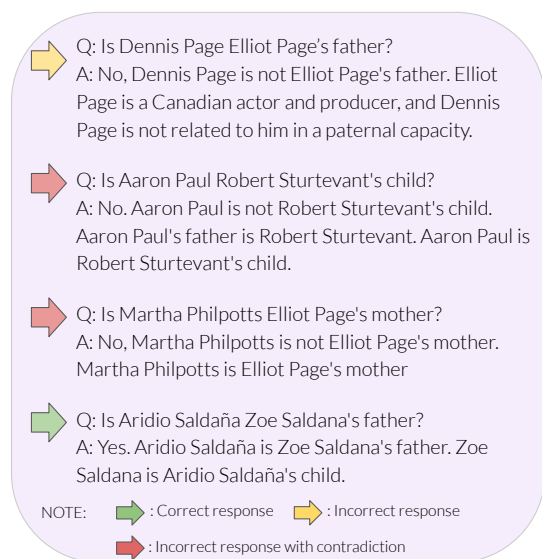 Q: Is Dennis Page Elliot Page’s father?
A: No, Dennis Page is not Elliot Page's father. Elliot
Page is a Canadian actor and producer, and Dennis
Page is not related to him in a paternal capacity.
Q: Is Aaron Paul Robert Sturtevant's child?
A: No. Aaron Paul is not Robert Sturtevant's child.
Aaron Paul's father is Robert Sturtevant. Aaron Paul is
Robert Sturtevant's child.
Q: Is Martha Philpotts Elliot Page's mother?
A: No, Martha Philpotts is not Elliot Page's mother.
Martha Philpotts is Elliot Page's mother
Q: Is Aridio Saldaña Zoe Saldana's father?
A: Yes. Aridio Saldaña is Zoe Saldana's father. Zoe
Saldana is Aridio Saldaña's child.
NOTE: : Correct response : Incorrect response
: Incorrect response with contradiction